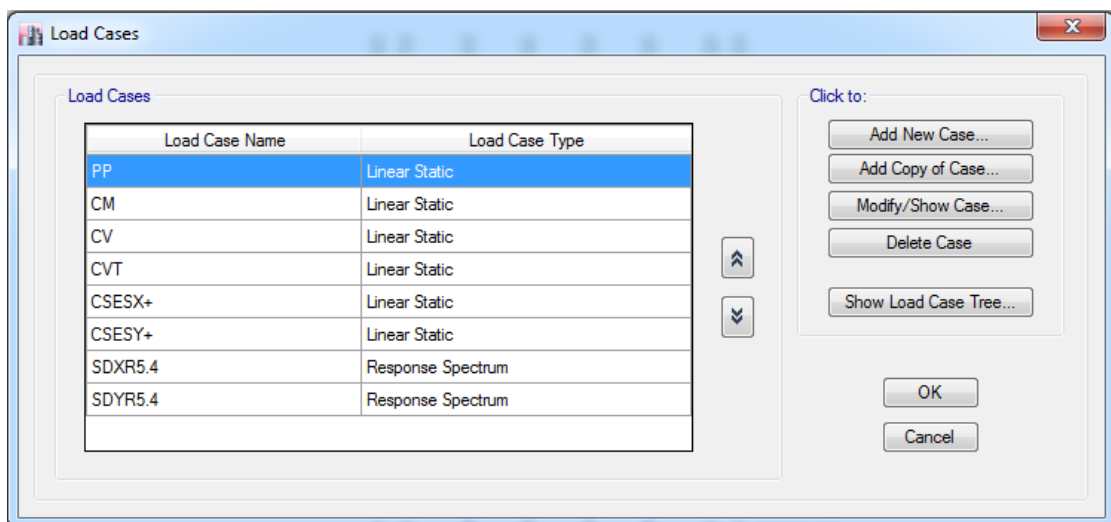 Load Cases
Load Cases
Click to:
Load Case Name Load Case Type
PP Linear Static
CM Linear Static
CV Linear Static
CVT Linear Static
CSESX+ Linear Static
CSESY+ Linear Static
SDXR5.4 Response Spectrum
SDYR5.4 Response Spectrum
Add New Case...
Add Copy of Case...
Modify/Show Case...
Delete Case
Show Load Case Tree...
OK
Cancel